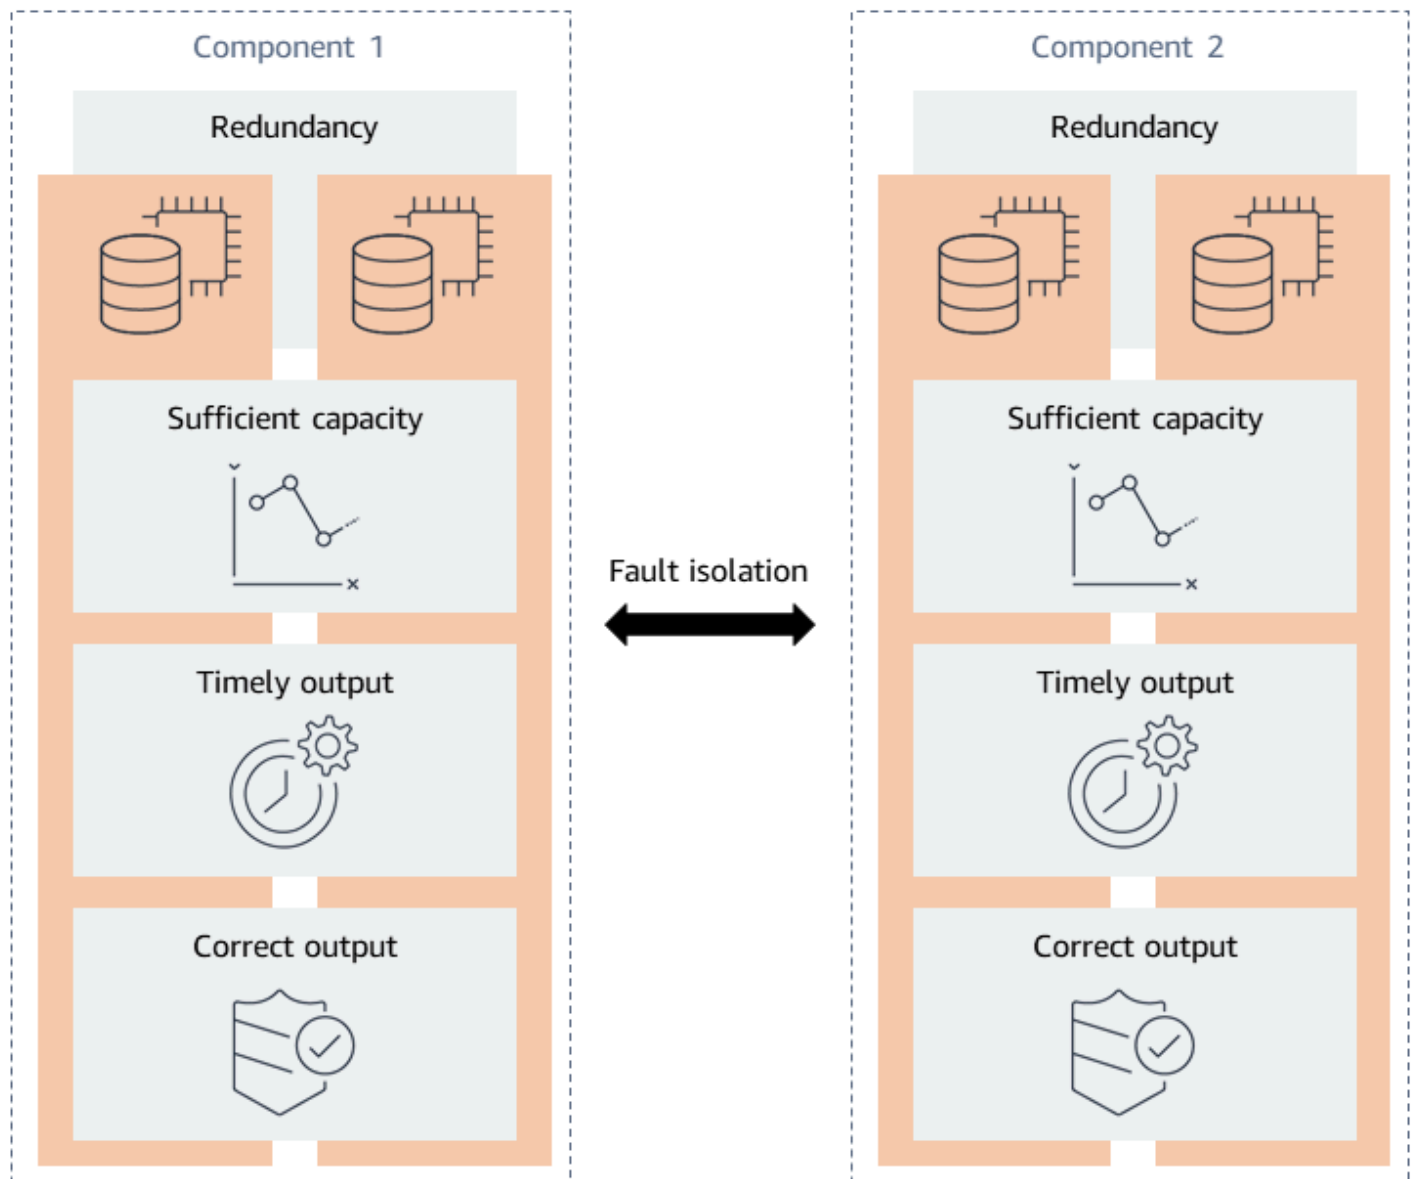 Component 1
Redundancy
Sufficient capacity
Timely output
Correct output
Fault isolation
Component 2
Redundancy
Sufficient capacity
Timely output
Correct output